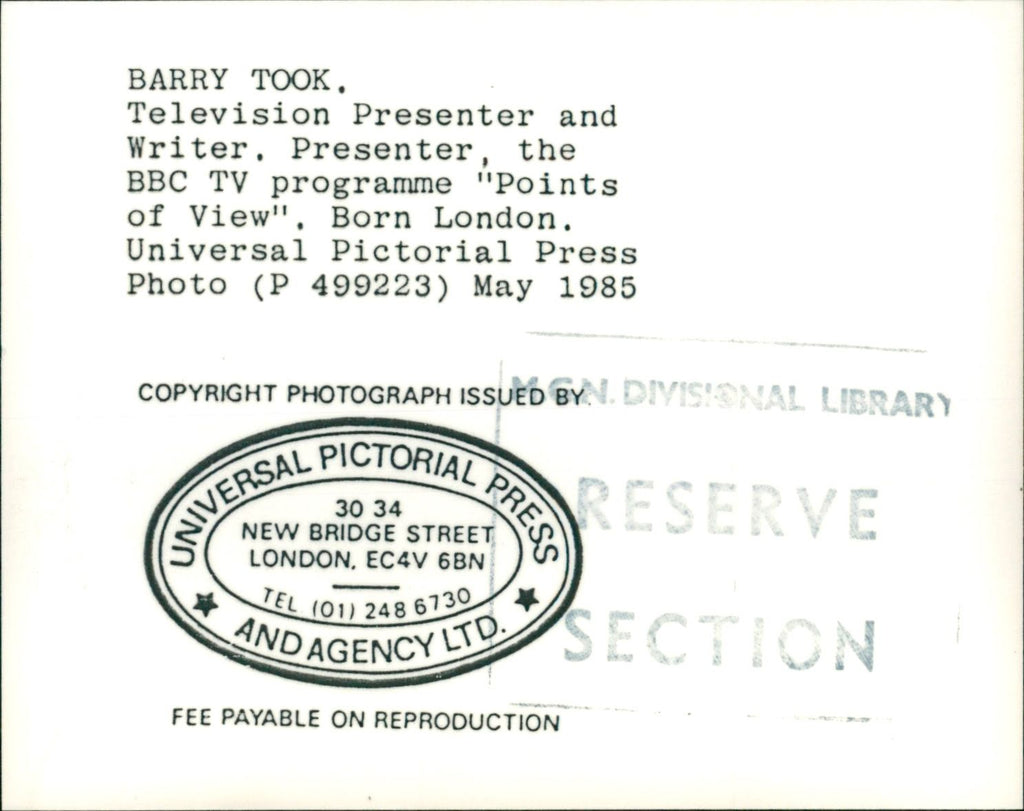 BARRY TOOK.
Television Presenter and
Writer. Presenter, the
BBC TV programme "Points
of View". Born London.
Universal Pictorial Press
Photo (P 499223) May 1985
COPYRIGHT PHOTOGRAPH ISSUED BY.
M.G.N. DIVISIONAL LIBRARY
RESERVE
SECTION
UNIVERSAL PICTORIAL PRESS
30 34
NEW BRIDGE STREET
LONDON. EC4V 6BN
TEL (01) 248 6730
AND AGENCY LTD.
FEE PAYABLE ON REPRODUCTION